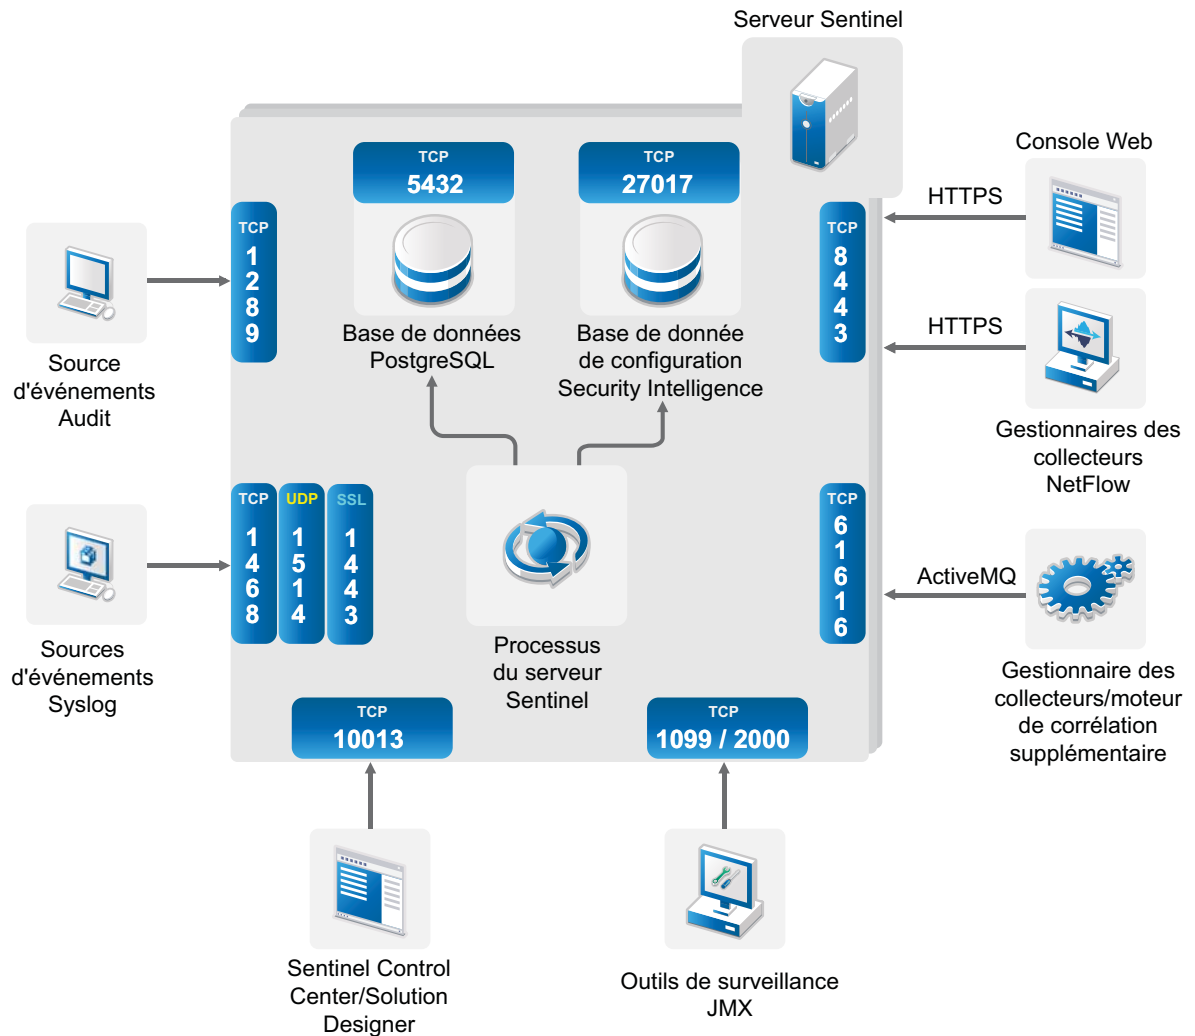 Serveur Sentinel
Console Web
TCP
5432
TCP
27017
HTTPS
TCP
1
2
8
9
TCP
8
4
4
3
Base de données
PostgreSQL
Base de donnée
de configuration
Security Intelligence
HTTPS
Source
d'événements
Audit
Gestionnaires des
collecteurs
NetFlow
TCP
1
4
6
8
UDP
1
5
1
4
SSL
1
4
4
3
TCP
6
1
6
1
6
ActiveMQ
Sources
d'événements
Syslog
Processus
du serveur
Sentinel
Gestionnaire des
collecteurs/moteur
de corrélation
supplémentaire
TCP
10013
TCP
1099 / 2000
Sentinel Control
Center/Solution
Designer
Outils de surveillance
JMX